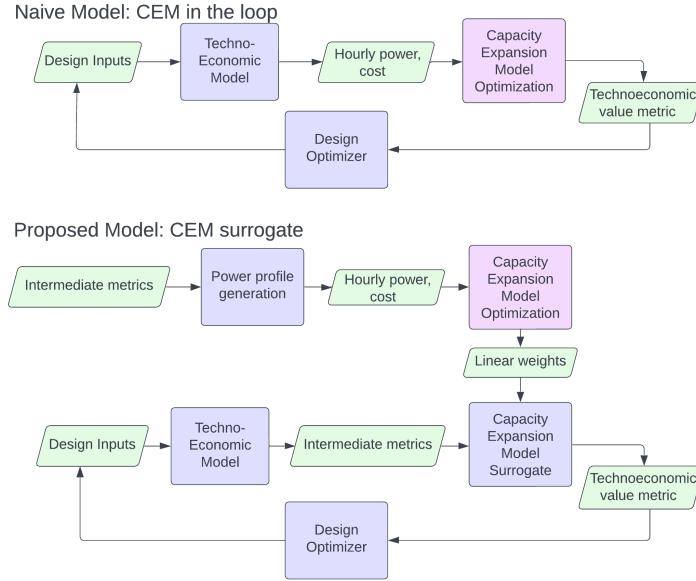 Naive Model: CEM in the loop
Design Inputs
Techno-
Economic
Model
Hourly power,
cost
Capacity
Expansion
Model
Optimization
Technoeconomic
value metric
Design
Optimizer
Proposed Model: CEM surrogate
Intermediate metrics
Power profile
generation
Hourly power,
cost
Capacity
Expansion
Model
Optimization
Linear weights
Design Inputs
Techno-
Economic
Model
Intermediate metrics
Capacity
Expansion
Model
Surrogate
Technoeconomic
value metric
Design
Optimizer